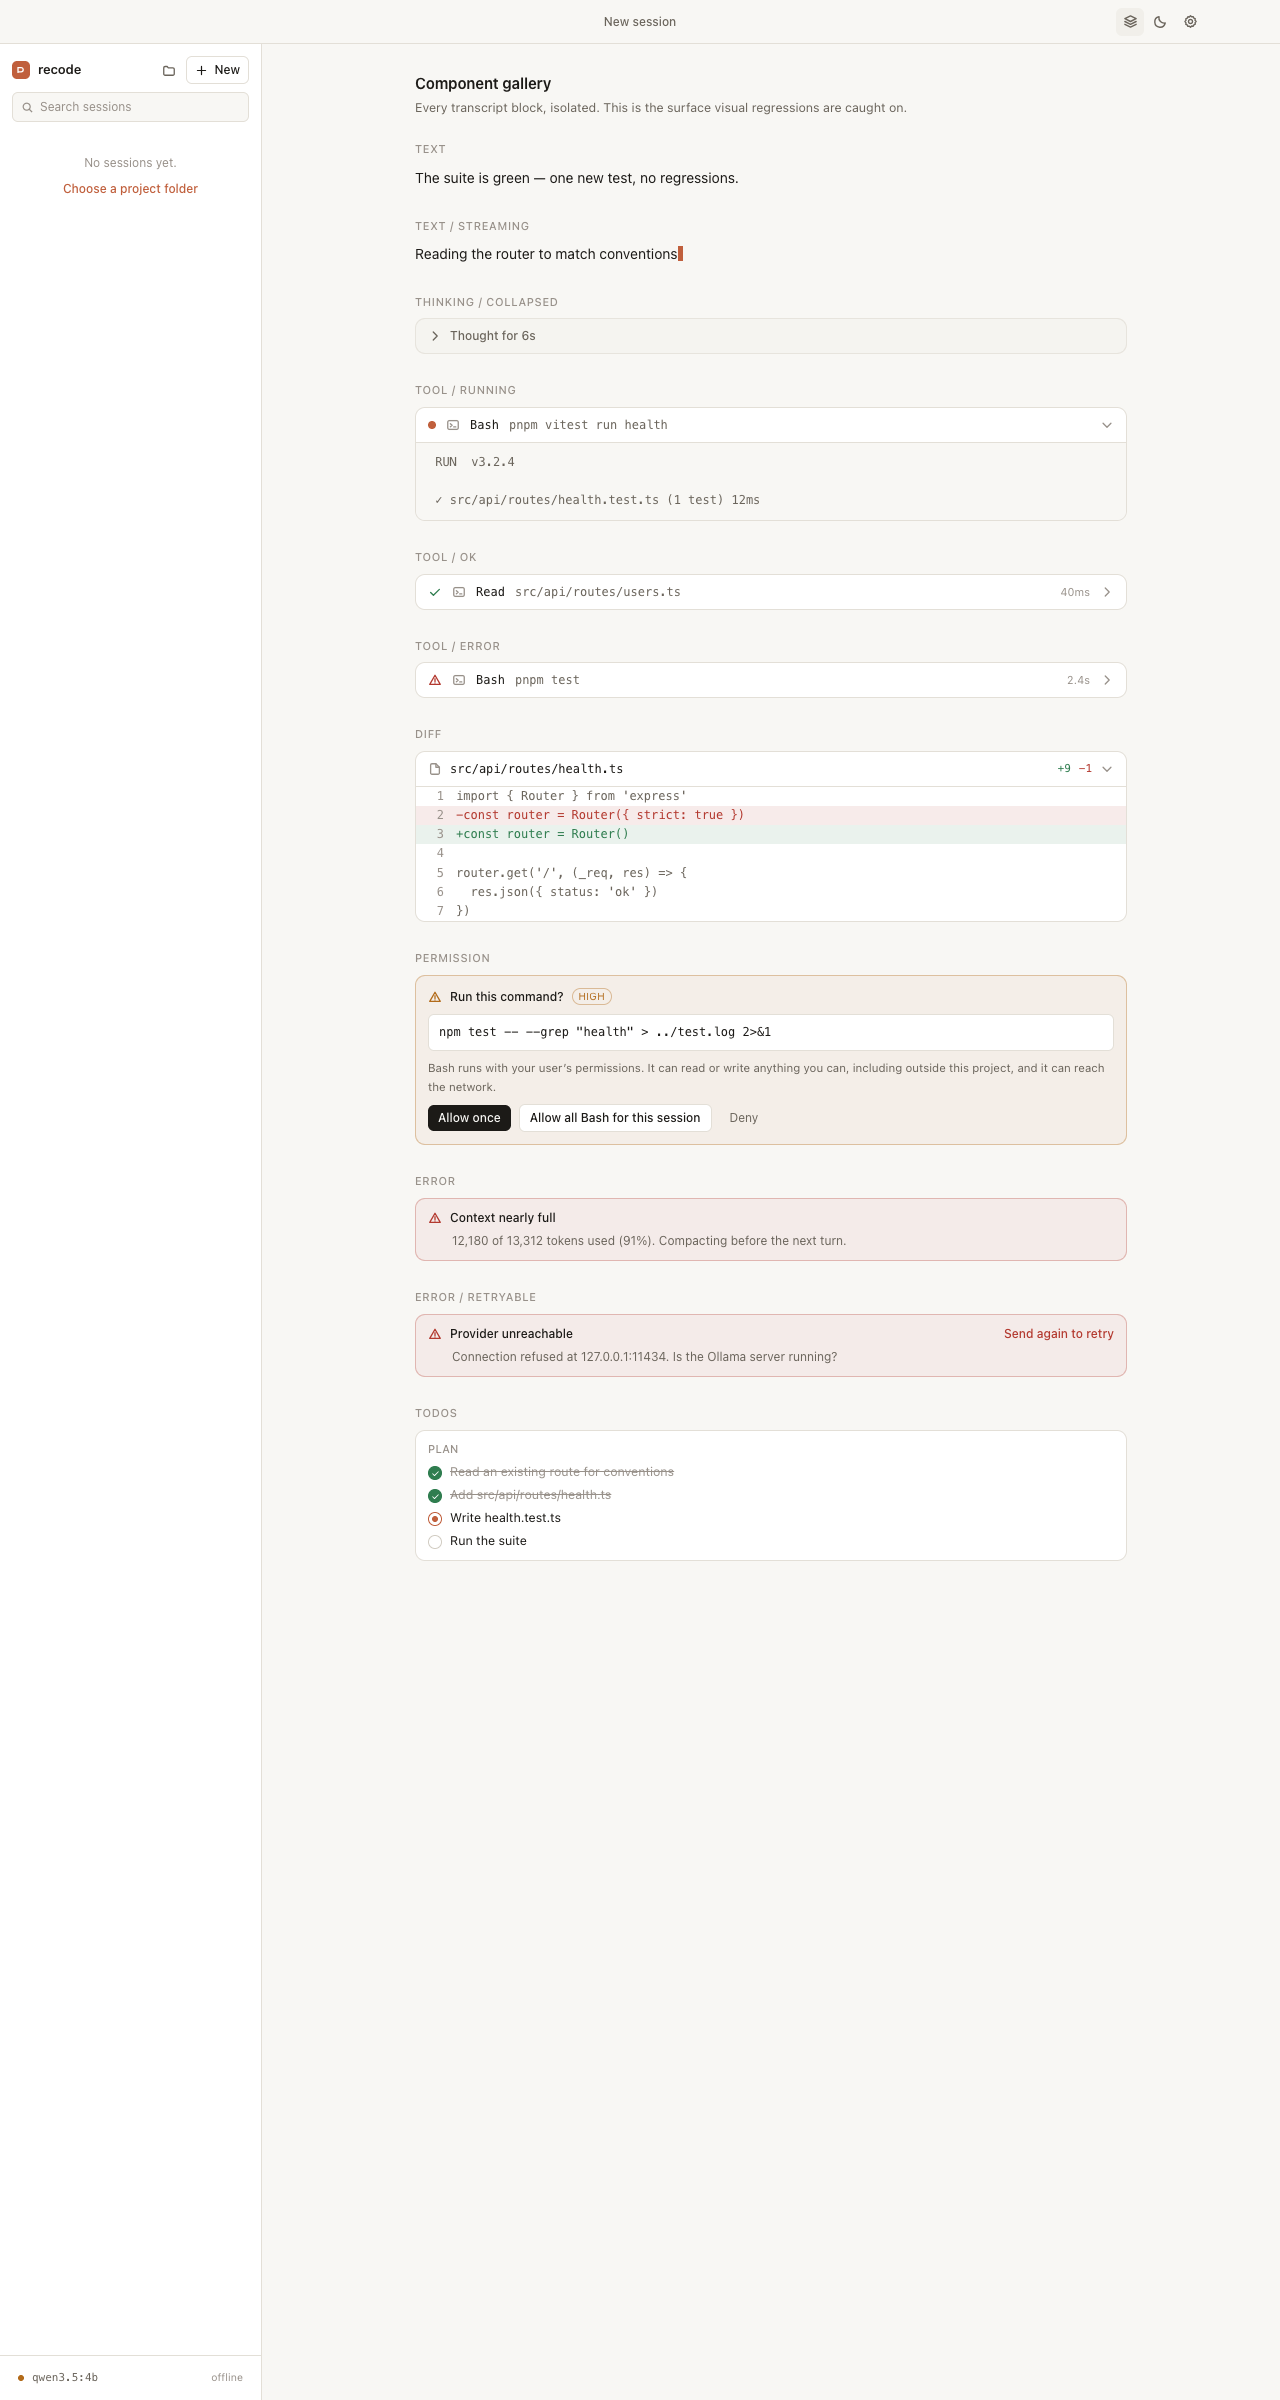 New session
recode
New
Search sessions
No sessions yet.
Choose a project folder
Component gallery
Every transcript block, isolated. This is the surface visual regressions are caught on.
TEXT
The suite is green — one new test, no regressions.
TEXT / STREAMING
Reading the router to match conventions
THINKING / COLLAPSED
Thought for 6s
TOOL / RUNNING
Bash pnpm vitest run health
RUN  v3.2.4
✓ src/api/routes/health.test.ts (1 test) 12ms
TOOL / OK
Read src/api/routes/users.ts 40ms
TOOL / ERROR
Bash pnpm test 2.4s
DIFF
src/api/routes/health.ts +9 −1
1 import { Router } from 'express'
2 −const router = Router({ strict: true })
3 +const router = Router()
4
5 router.get('/', (_req, res) => {
6   res.json({ status: 'ok' })
7 })
PERMISSION
Run this command? HIGH
npm test -- --grep "health" > ../test.log 2>&1
Bash runs with your user's permissions. It can read or write anything you can, including outside this project, and it can reach
the network.
Allow once Allow all Bash for this session Deny
ERROR
Context nearly full
12,180 of 13,312 tokens used (91%). Compacting before the next turn.
ERROR / RETRYABLE
Provider unreachable Send again to retry
Connection refused at 127.0.0.1:11434. Is the Ollama server running?
TODOS
PLAN
Read an existing route for conventions
Add src/api/routes/health.ts
Write health.test.ts
Run the suite
qwen3.5:4b offline